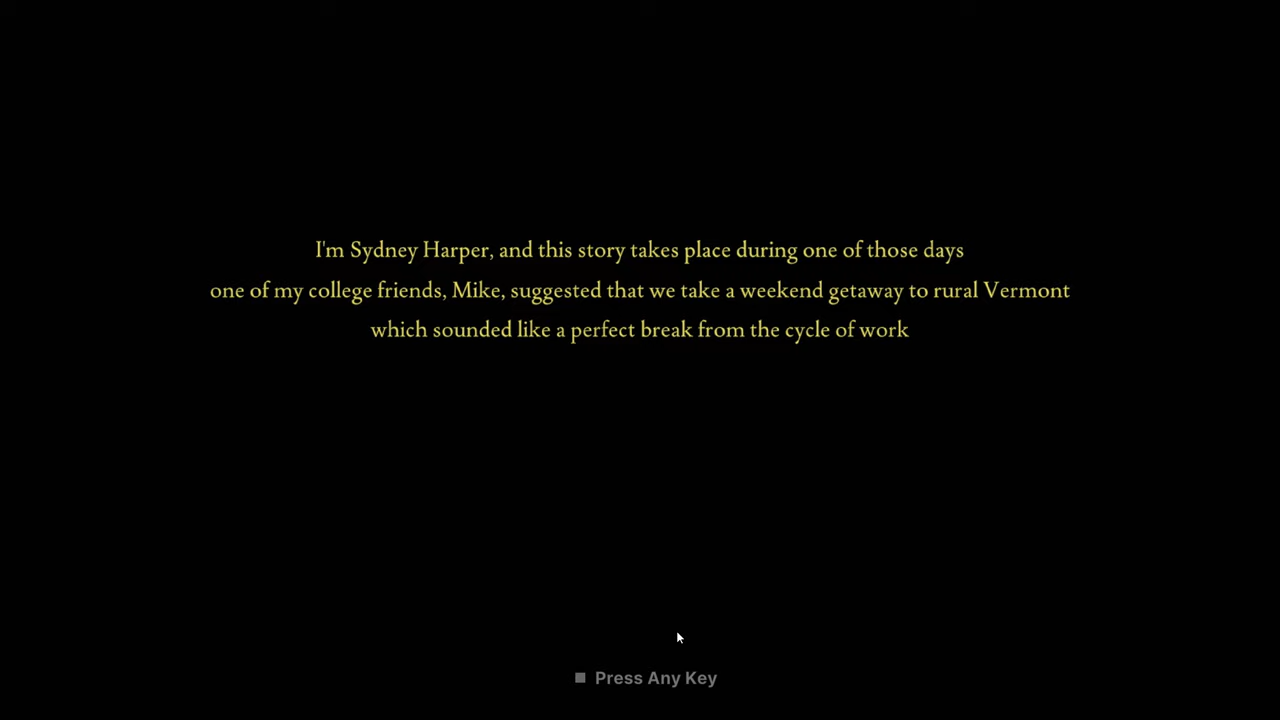 I'm Sydney Harper, and this story takes place during one of those days
one of my college friends, Mike, suggested that we take a weekend getaway to rural Vermont
which sounded like a perfect break from the cycle of work
Press Any Key